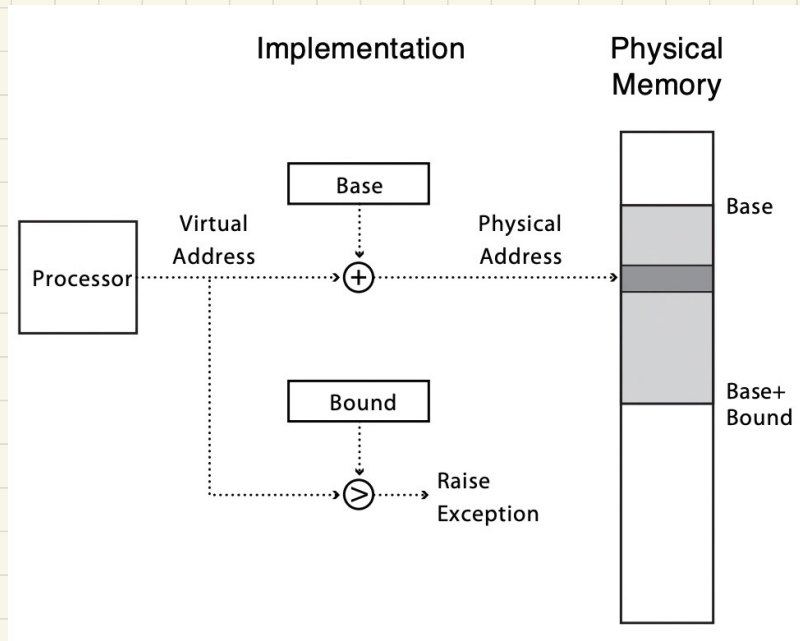 Implementation
Physical
Memory
Base
Virtual
Address
Physical
Address
Base
Processor
+
Bound
Base+
Bound
>
Raise
Exception